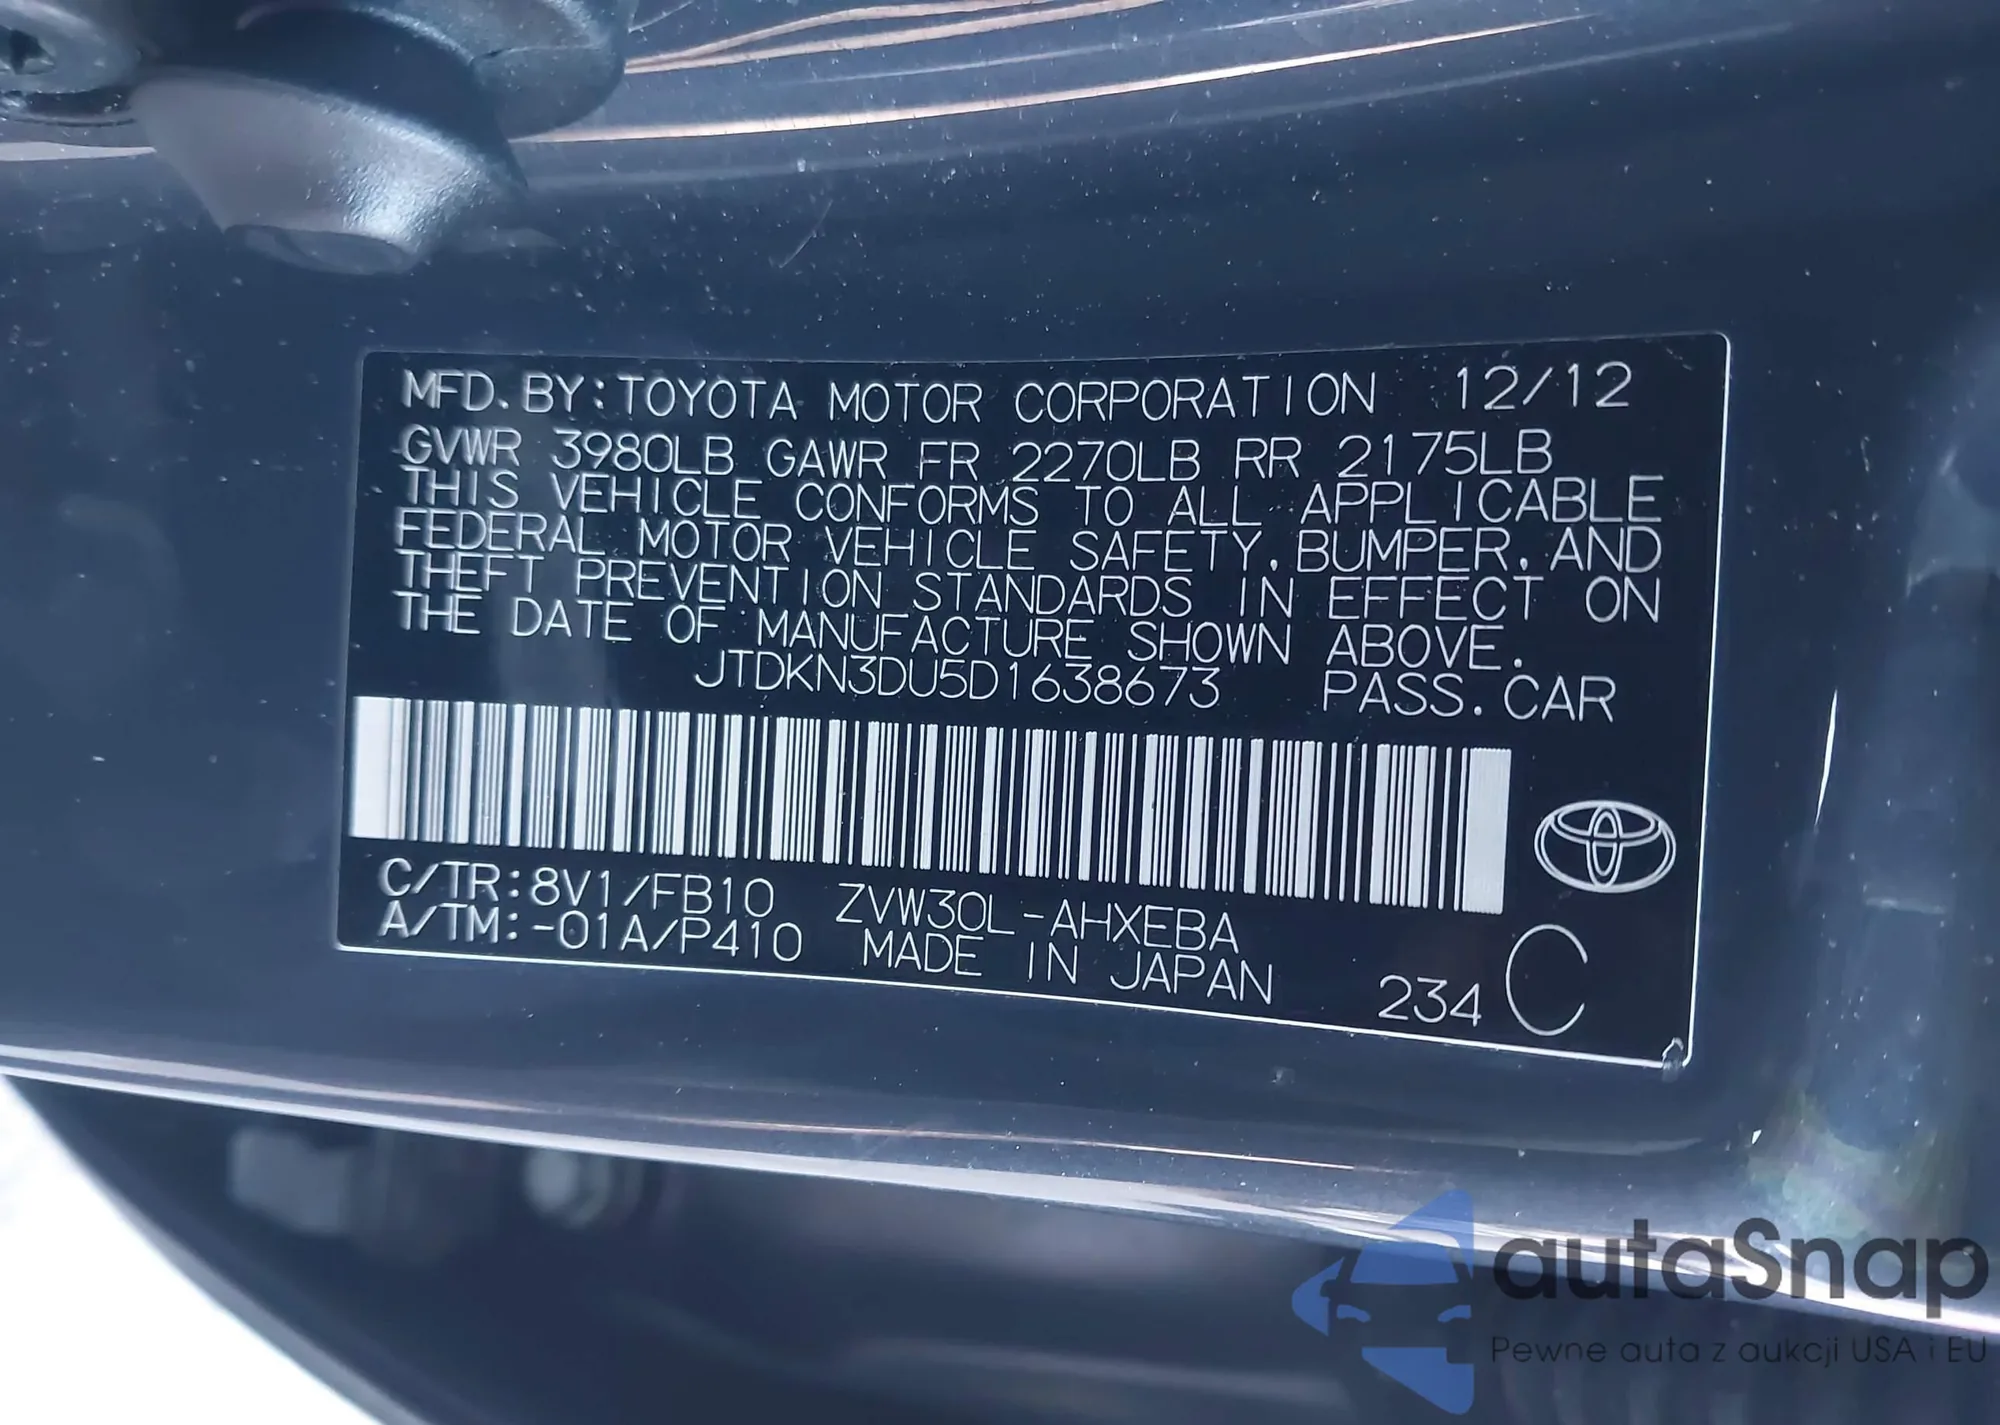 MFD. BY: TOYOTA MOTOR CORPORATION 12/12
GVWR 3980LB GAWR FR 2270LB RR 2175LB
THIS VEHICLE CONFORMS TO ALL APPLICABLE
FEDERAL MOTOR VEHICLE SAFETY, BUMPER, AND
THEFT PREVENTION STANDARDS IN EFFECT ON
THE DATE OF MANUFACTURE SHOWN ABOVE.
JTDKN3DU5D1638673 PASS. CAR
C/TR: 8V1/FB10 ZVW30L-AHXEBA
A/TM: -01A/P410 MADE IN JAPAN 234 C
autaSnap
Pewne auta z aukcji USA i EU